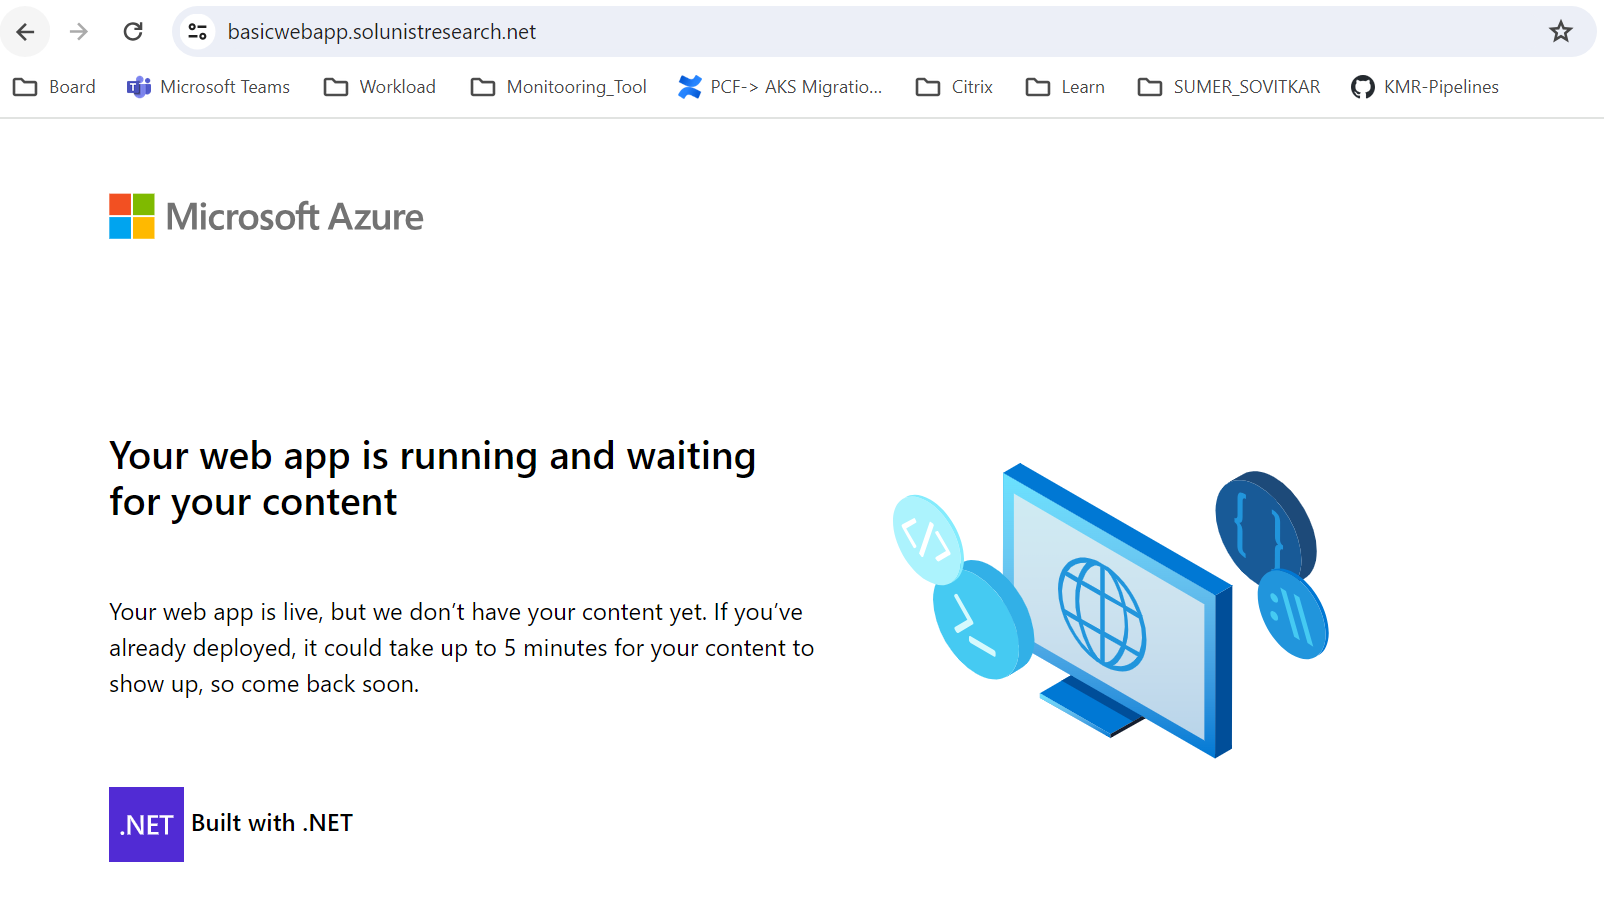 basicwebapp.solunistresearch.net
Board Microsoft Teams Workload Monitooring_Tool PCF-> AKS Migratio... Citrix Learn SUMER_SOVITKAR KMR-Pipelines
Microsoft Azure
Your web app is running and waiting
for your content
Your web app is live, but we don’t have your content yet. If you’ve
already deployed, it could take up to 5 minutes for your content to
show up, so come back soon.
.NET Built with .NET